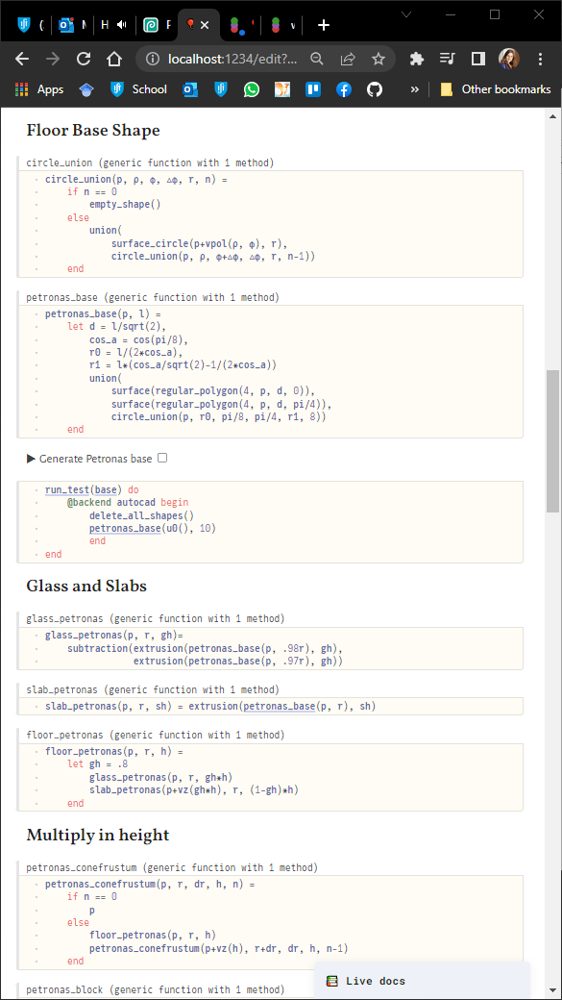 (
M
H
F
localhost:1234/edit?...
Apps
School
Other bookmarks
Floor Base Shape
circle_union (generic function with 1 method)
circle_union(p, ρ, φ, △φ, r, n) =
if n == 0
empty_shape()
else
union(
surface_circle(p+vpol(ρ, φ), r),
circle_union(p, ρ, φ+△φ, △φ, r, n-1))
end
petronas_base (generic function with 1 method)
petronas_base(p, l) =
let d = l/sqrt(2),
cos_a = cos(pi/8),
r0 = l/(2*cos_a),
r1 = l*(cos_a/sqrt(2)-1/(2*cos_a))
union(
surface(regular_polygon(4, p, d, 0)),
surface(regular_polygon(4, p, d, pi/4)),
circle_union(p, r0, pi/8, pi/4, r1, 8))
end
▶ Generate Petronas base
run_test(base) do
@backend autocad begin
delete_all_shapes()
petronas_base(u0(), 10)
end
end
Glass and Slabs
glass_petronas (generic function with 1 method)
glass_petronas(p, r, gh)=
subtraction(extrusion(petronas_base(p, .98r), gh),
extrusion(petronas_base(p, .97r), gh))
slab_petronas (generic function with 1 method)
slab_petronas(p, r, sh) = extrusion(petronas_base(p, r), sh)
floor_petronas (generic function with 1 method)
floor_petronas(p, r, h) =
let gh = .8
glass_petronas(p, r, gh*h)
slab_petronas(p+vz(gh*h), r, (1-gh)*h)
end
Multiply in height
petronas_conefrustum (generic function with 1 method)
petronas_conefrustum(p, r, dr, h, n) =
if n == 0
p
else
floor_petronas(p, r, h)
petronas_conefrustum(p+vz(h), r+dr, dr, h, n-1)
end
Live docs
petronas_block (generic function with 1 method)